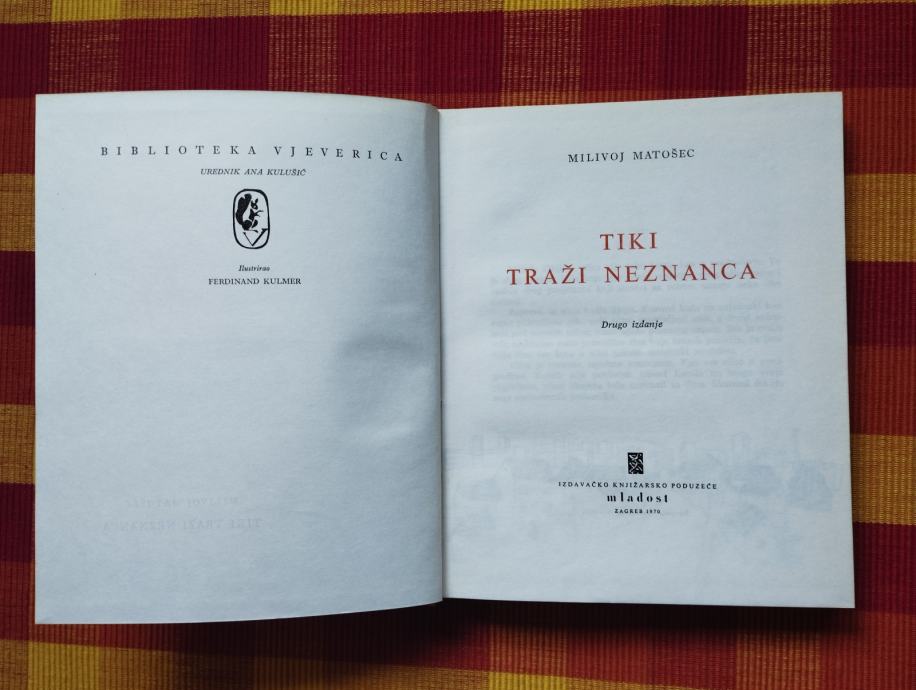 BIBLIOTEKA VJEVERICA
UREDNIK ANA KULUŠIĆ
Ilustrirao
FERDINAND KULMER
MILIVOJ MATOŠEC
TIKI
TRAŽI NEZNANCA
Drugo izdanje
IZDAVAČKO KNJIŽARSKO PODUZEĆE
mladost
ZAGREB 1970